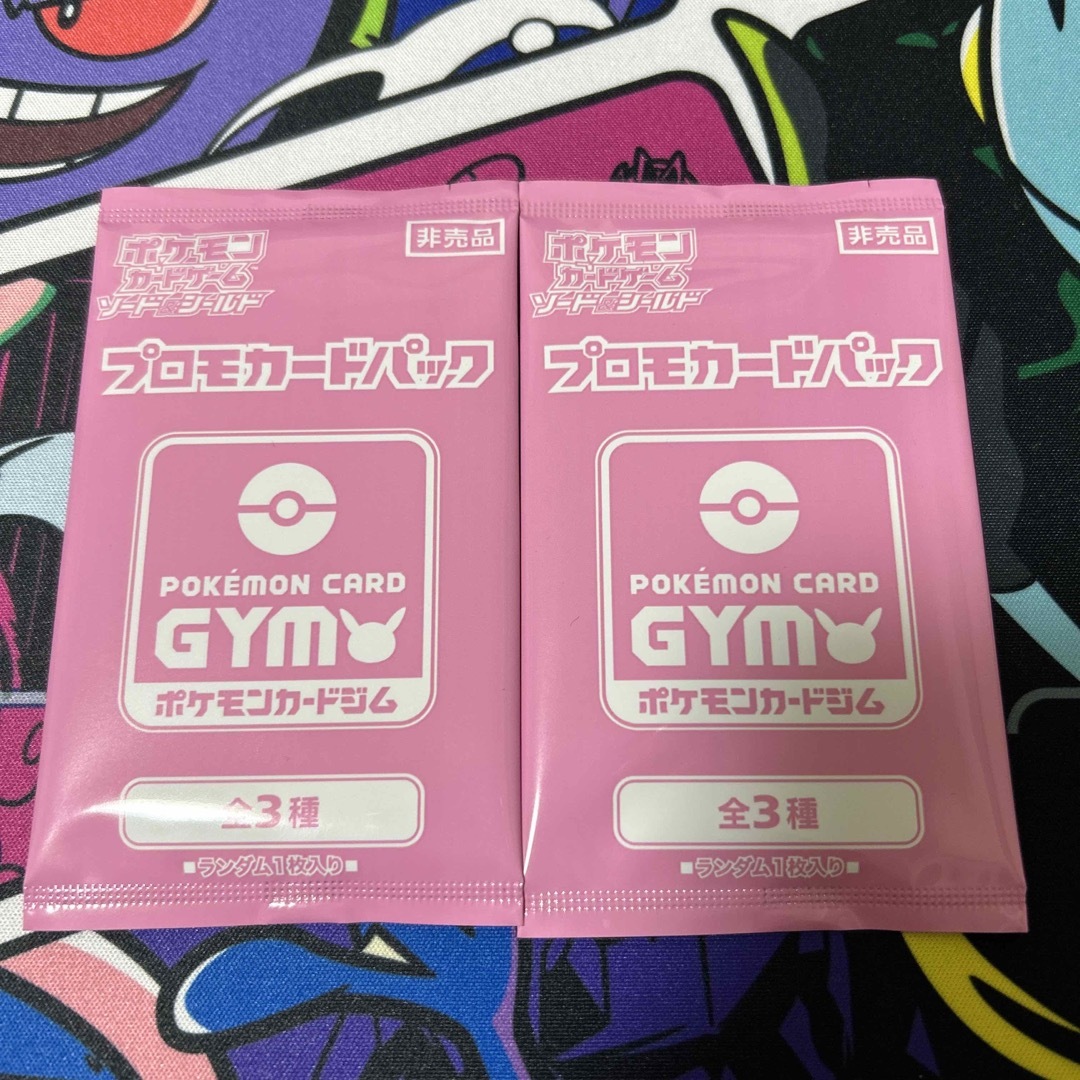 ポケモン
カードゲーム
ソード&シールド
非売品
プロモカードパック
POKÉMON CARD
GYM
ポケモンカードジム
全3種
■ランダム1枚入り■
ポケモン
カードゲーム
ソード&シールド
非売品
プロモカードパック
POKÉMON CARD
GYM
ポケモンカードジム
全3種
■ランダム1枚入り■